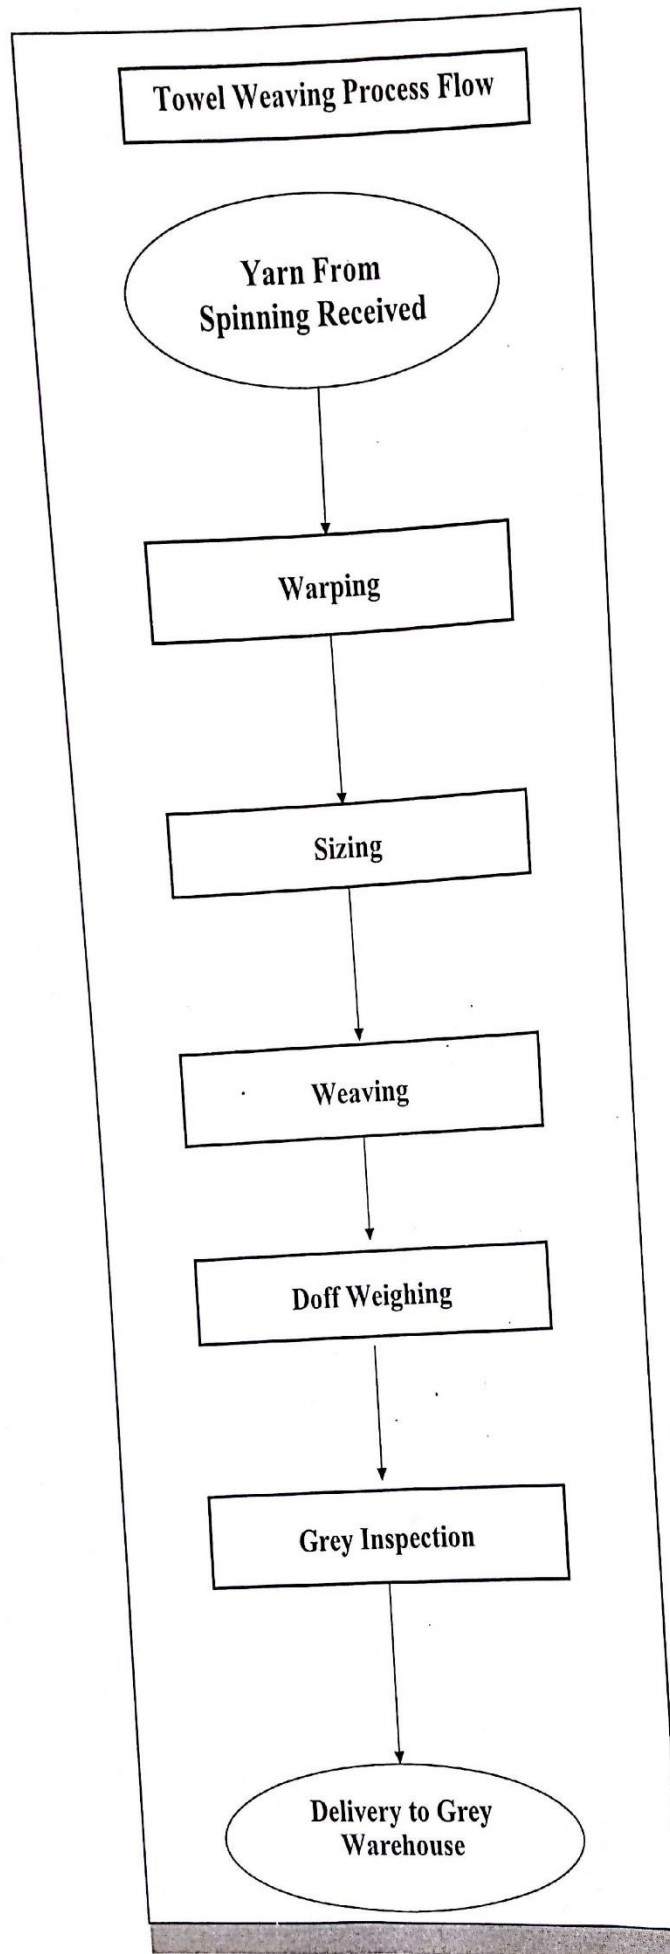 Towel Weaving Process Flow
Yarn From
Spinning Received
Warping
Sizing
Weaving
Doff Weighing
Grey Inspection
Delivery to Grey
Warehouse